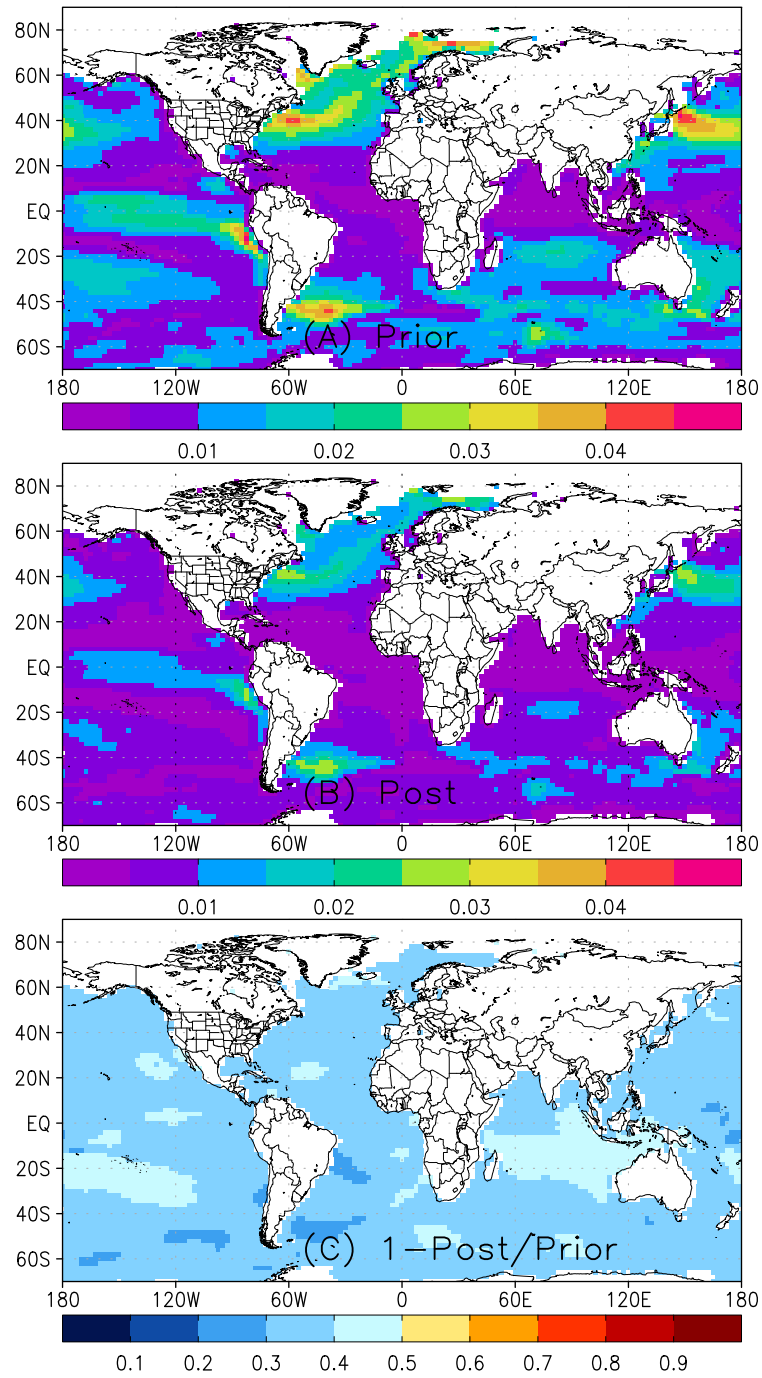 80N
60N
40N
20N
EQ
20S
40S
60S
(A) Prior
180 120W 60W 0 60E 120E 180
0.01 0.02 0.03 0.04
80N
60N
40N
20N
EQ
20S
40S
60S
(B) Post
180 120W 60W 0 60E 120E 180
0.01 0.02 0.03 0.04
80N
60N
40N
20N
EQ
20S
40S
60S
(C) 1-Post/Prior
180 120W 60W 0 60E 120E 180
0.1 0.2 0.3 0.4 0.5 0.6 0.7 0.8 0.9